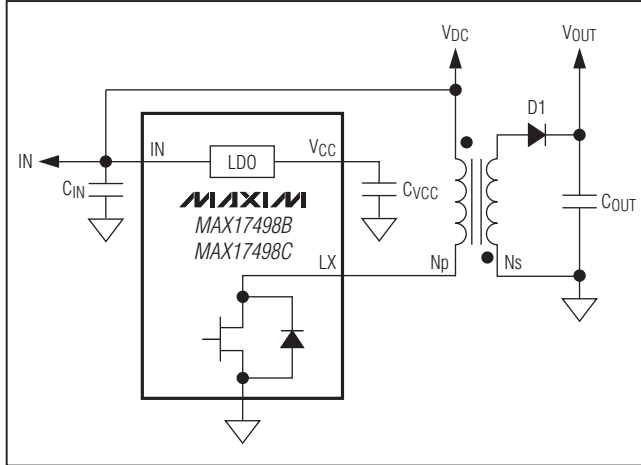 VDC
VOUT
D1
IN
IN
LDO
VCC
CIN
CVCC
COUT
MAXIM
MAX17498B
MAX17498C
LX
Np
Ns